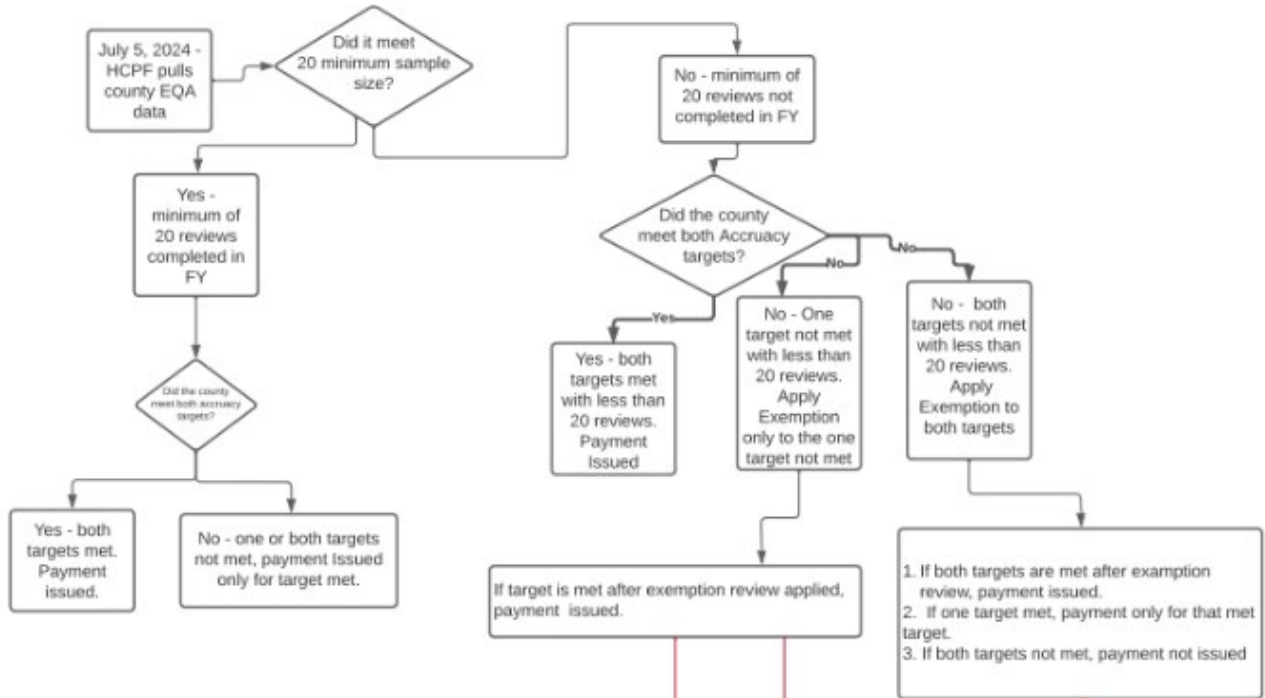 July 5, 2024 -
HCPF pulls
county EQA
data
Did it meet
20 minimum sample
size?
No - minimum of
20 reviews not
completed in FY
Yes -
minimum of
20 reviews
completed in
FY
Did the county
meet both Accruacy
targets?
No
No
Yes
Did the county
meet both accruacy
targets?
Yes - both
targets met
with less than
20 reviews.
Payment
Issued
No - One
target not met
with less than
20 reviews.
Apply
Exemption
only to the one
target not met
No - both
targets not met
with less than
20 reviews.
Apply
Exemption to
both targets
Yes - both
targets met.
Payment
issued.
No - one or both targets
not met, payment Issued
only for target met.
If target is met after exemption review applied,
payment issued.
1. If both targets are met after examption
review, payment issued.
2. If one target met, payment only for that met
target.
3. If both targets not met, payment not issued